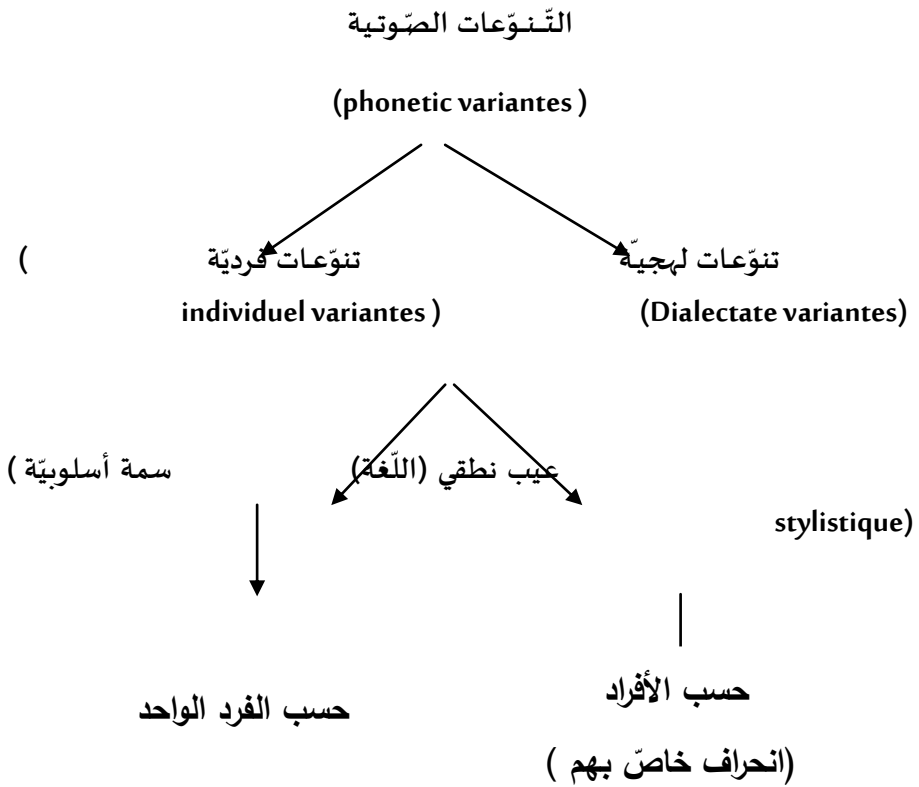 التّنوّعات الصّوتية
(phonetic variantes )
تنوّعات لهجيّة تنوّعات فرديّة )
(Dialectate variantes) individuel variantes )
عيب نطقي (اللّغة) سمة أسلوبيّة )
stylistique)
حسب الأفراد
حسب الفرد الواحد
(انحراف خاصّ بهم )